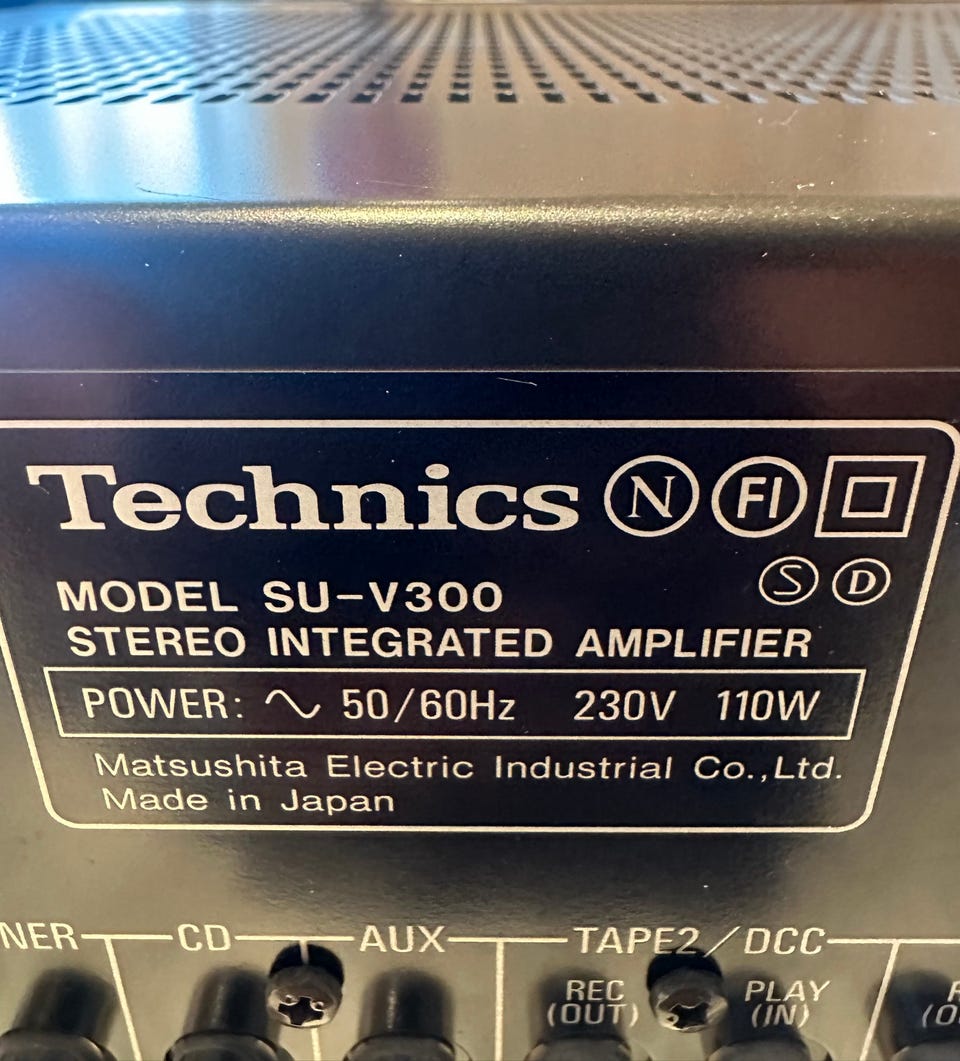 Technics N FI
S D
MODEL SU-V300
STEREO INTEGRATED AMPLIFIER
POWER: ∿ 50/60Hz 230V 110W
Matsushita Electric Industrial Co.,Ltd.
Made in Japan
NER CD AUX TAPE2/DCC
REC PLAY
(OUT) (IN)